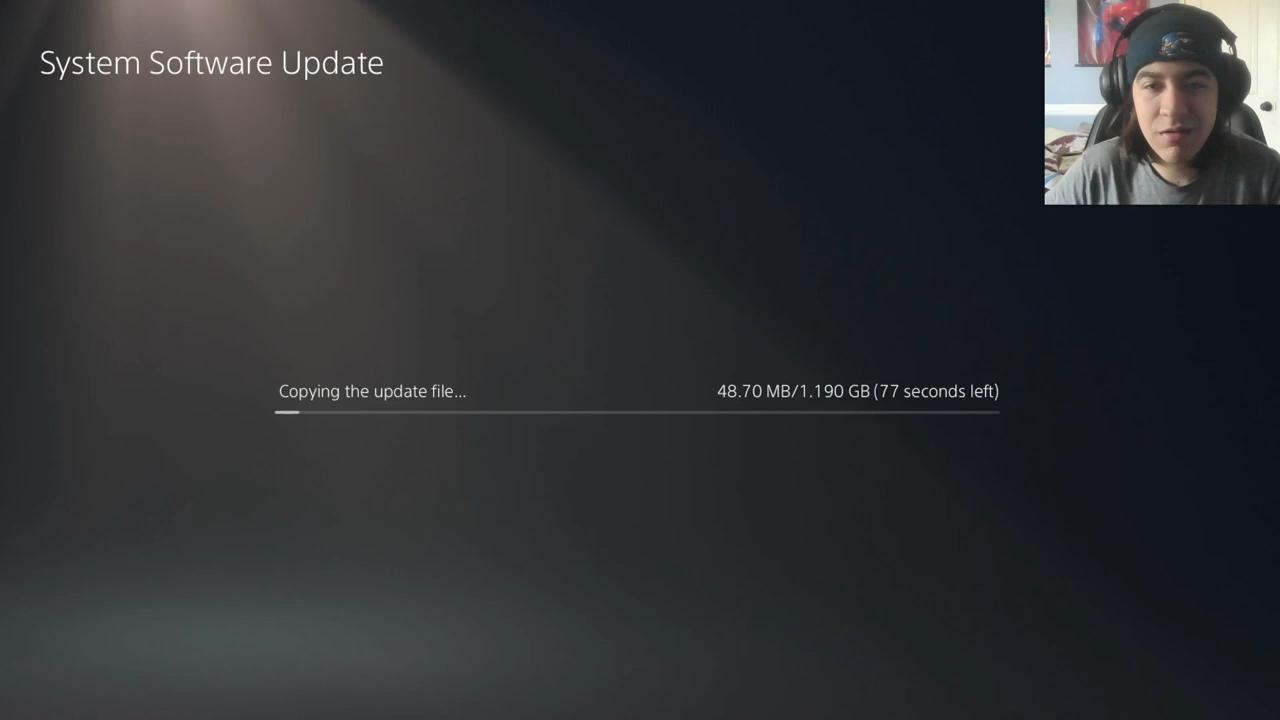 System Software Update
Copying the update file... 48.70 MB/1.190 GB (77 seconds left)